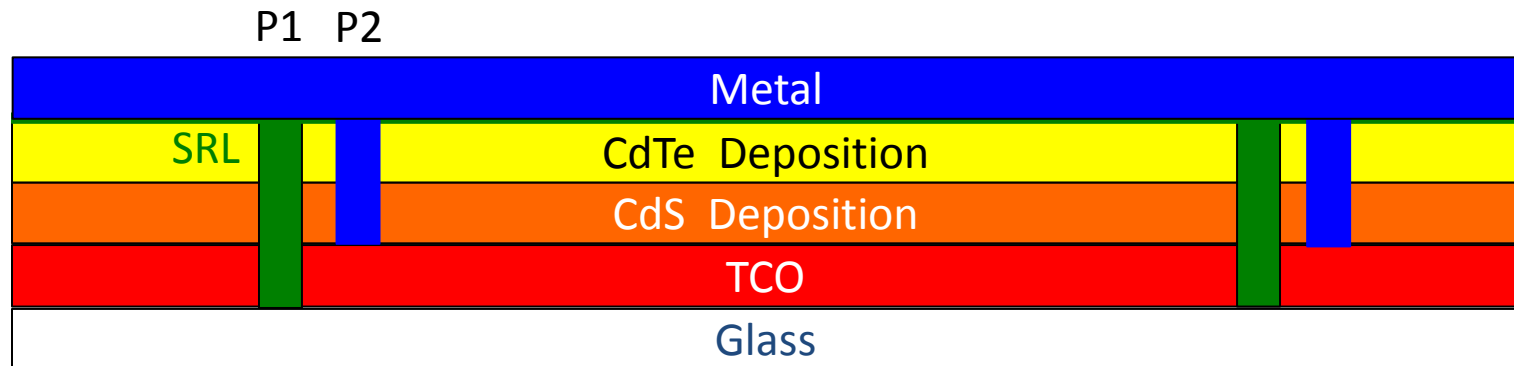 P1 P2
Metal
SRL
CdTe Deposition
CdS Deposition
TCO
Glass